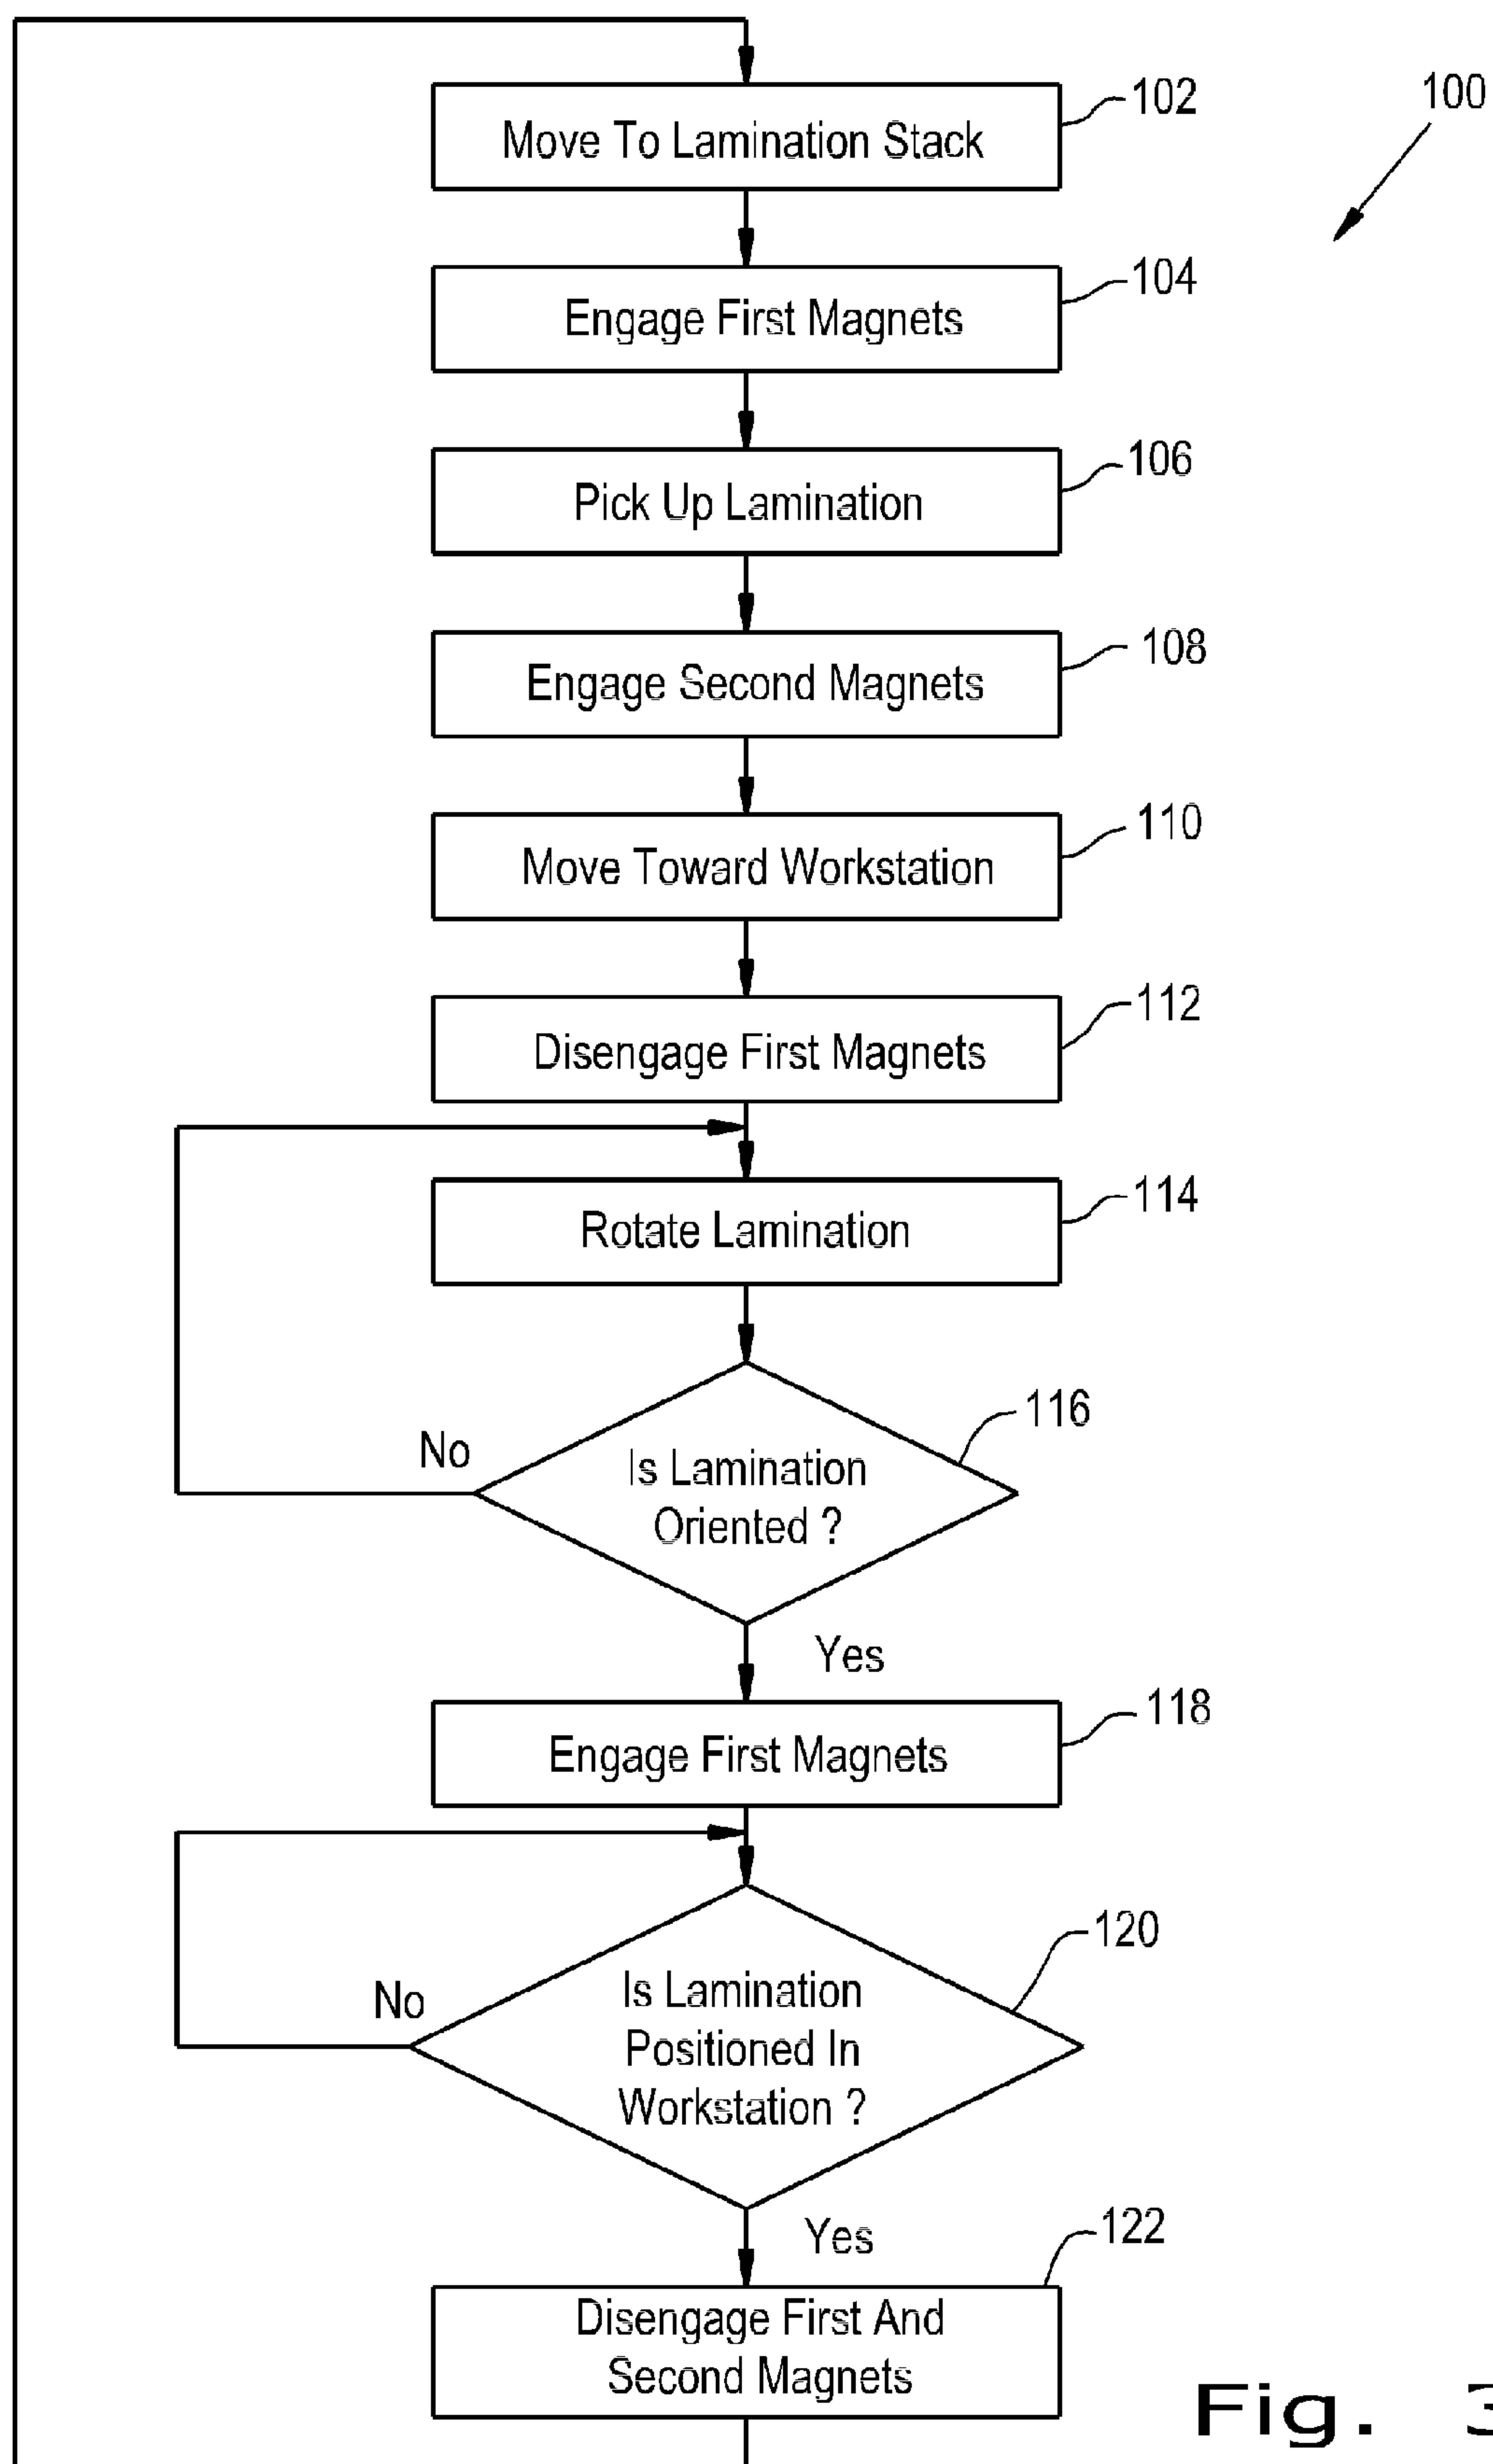 102
100
Move To Lamination Stack
104
Engage First Magnets
106
Pick Up Lamination
108
Engage Second Magnets
110
Move Toward Workstation
112
Disengage First Magnets
114
Rotate Lamination
116
No
Is Lamination
Oriented ?
Yes
118
Engage First Magnets
120
No
Is Lamination
Positioned In
Workstation ?
Yes
122
Disengage First And
Second Magnets
Fig. 3